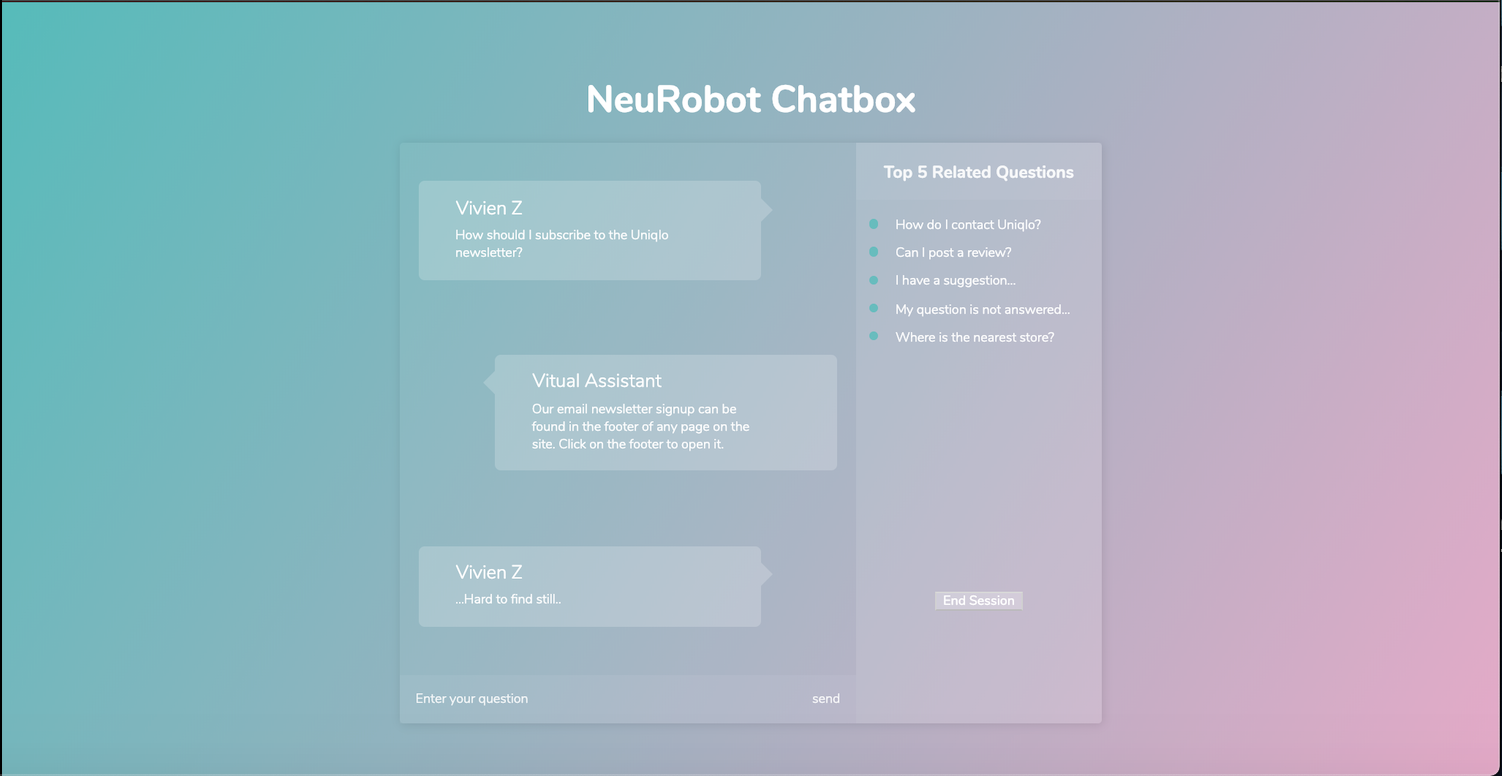 NeuRobot Chatbox
Vivien Z
How should I subscribe to the Uniqlo
newsletter?
Vitual Assistant
Our email newsletter signup can be
found in the footer of any page on the
site. Click on the footer to open it.
Vivien Z
...Hard to find still..
Enter your question
send
Top 5 Related Questions
How do I contact Uniqlo?
Can I post a review?
I have a suggestion...
My question is not answered...
Where is the nearest store?
End Session